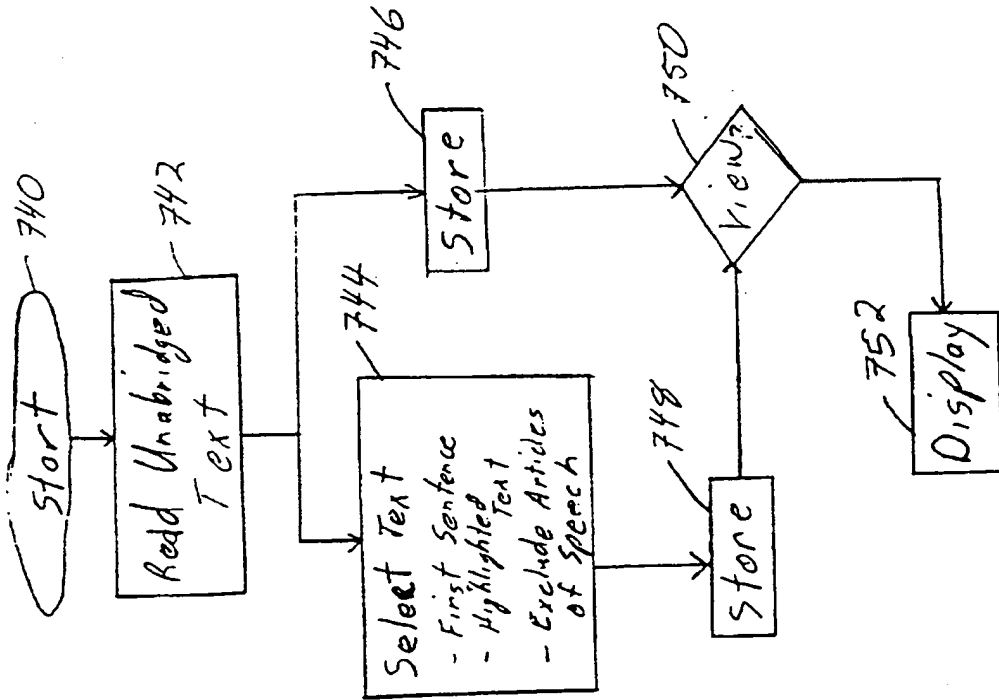 Start
740
Read Unabridged
Text
742
Select Text
- First Sentence
- Highlighted
Text
- Exclude Articles
of Speech
744
Store
746
Store
748
View?
750
Display
752